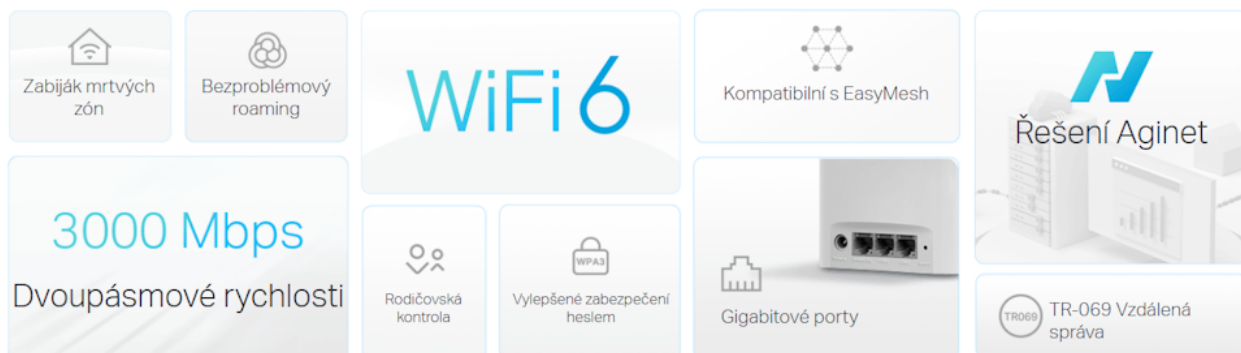 Zabiják mrtvých
zón
Bezproblémový
roaming
WiFi 6
Kompatibilní s EasyMesh
Řešení Aginet
3000 Mbps
Dvoupásmové rychlosti
Rodičovská
kontrola
WPA3
Vylepšené zabezpečení
heslem
Gigabitové porty
TR069
TR-069 Vzdálená
správa